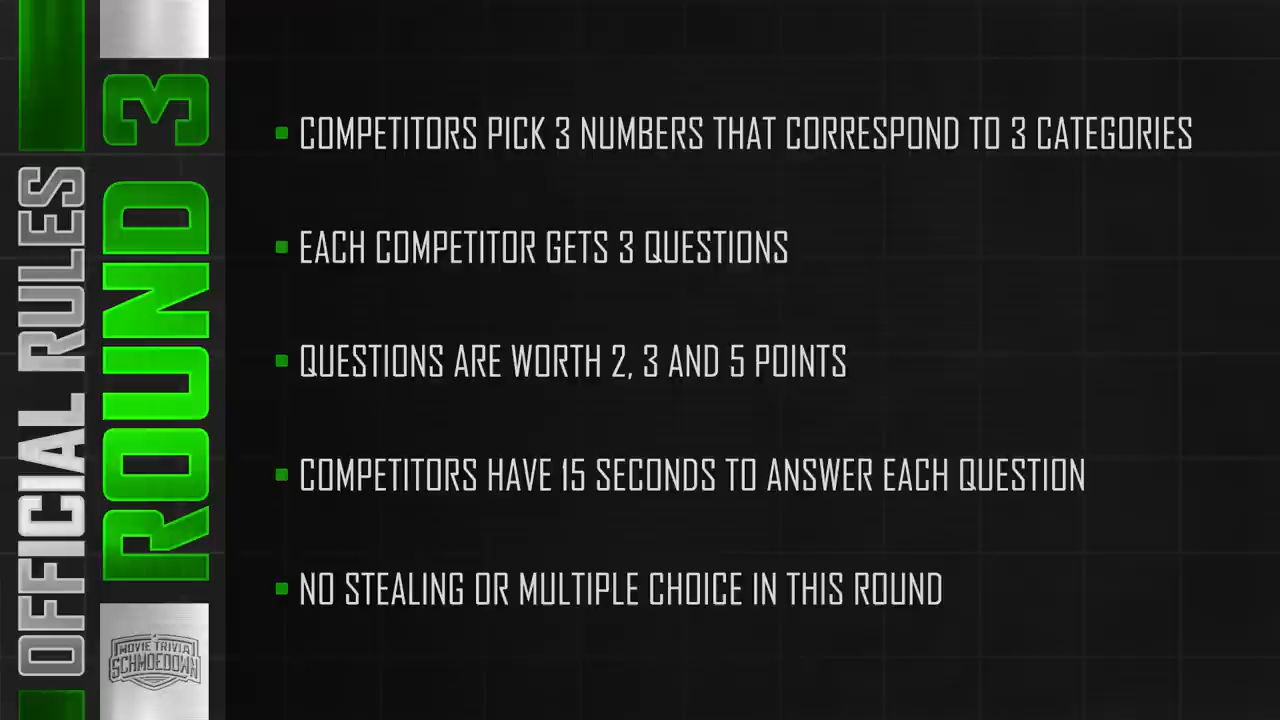 OFFICIAL RULES
ROUND 3
COMPETITORS PICK 3 NUMBERS THAT CORRESPOND TO 3 CATEGORIES
EACH COMPETITOR GETS 3 QUESTIONS
QUESTIONS ARE WORTH 2, 3 AND 5 POINTS
COMPETITORS HAVE 15 SECONDS TO ANSWER EACH QUESTION
NO STEALING OR MULTIPLE CHOICE IN THIS ROUND
MOVIE TRIVIA
SCHMOEDOWN